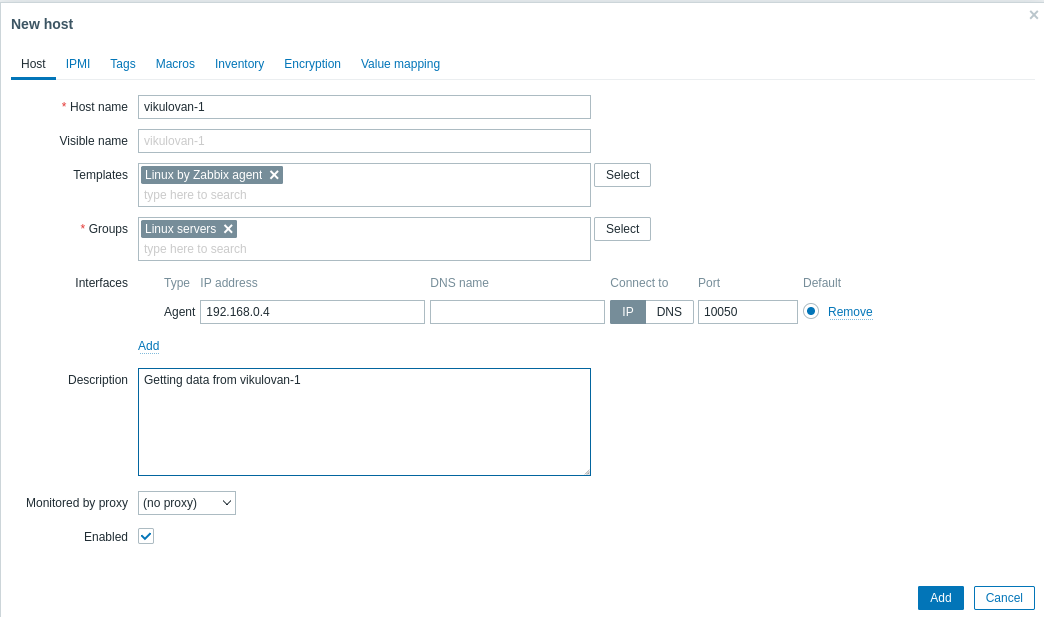 New host
Host IPMI Tags Macros Inventory Encryption Value mapping
* Host name vikulovan-1
Visible name vikulovan-1
Templates Linux by Zabbix agent Select
type here to search
* Groups Linux servers Select
type here to search
Interfaces Type IP address DNS name Connect to Port Default
Agent 192.168.0.4 IP DNS 10050 Remove
Add
Description Getting data from vikulovan-1
Monitored by proxy (no proxy)
Enabled
Add Cancel